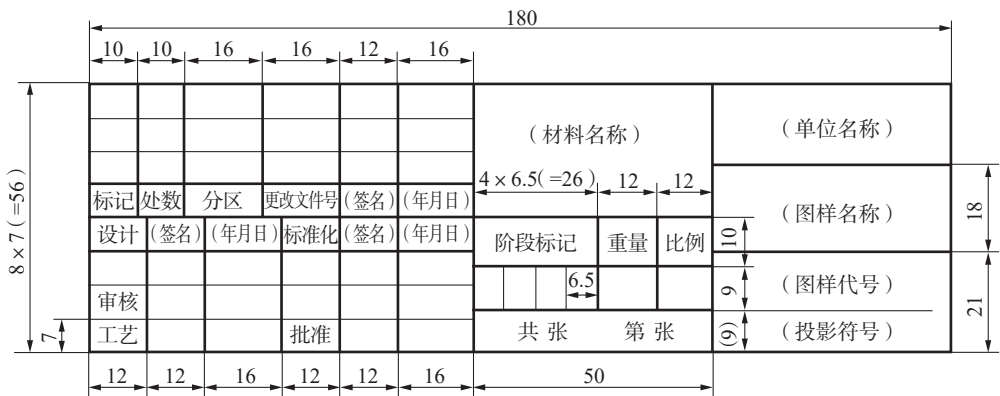 180
10 10 16 16 12 16
(材料名称) (单位名称)
4×6.5(=26) 12 12
8×7(=56)
标记 处数 分区 更改文件号 (签名) (年月日)
(图样名称) 18
设计 (签名) (年月日) 标准化 (签名) (年月日)
阶段标记 重量 比例 10
6.5 9 (图样代号) 21
审核
7 工艺 批准 共 张 第 张 (9) (投影符号)
12 12 16 12 12 16 50